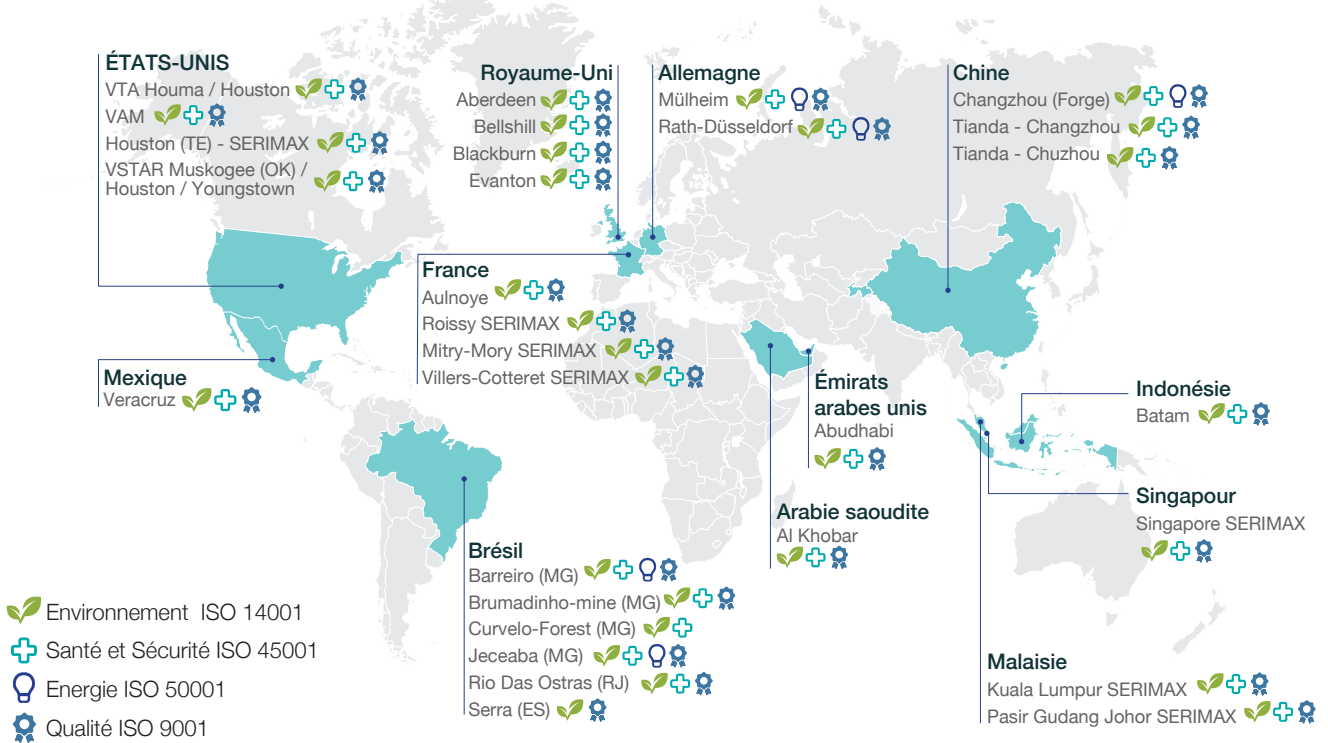 ÉTATS-UNIS
VTA Houma / Houston
VAM
Houston (TE) - SERIMAX
VSTAR Muskogee (OK) /
Houston / Youngstown
Royaume-Uni
Aberdeen
Bellshill
Blackburn
Evanton
Allemagne
Mülheim
Rath-Düsseldorf
Chine
Changzhou (Forge)
Tianda - Changzhou
Tianda - Chuzhou
France
Aulnoye
Roissy SERIMAX
Mitry-Mory SERIMAX
Villers-Cotteret SERIMAX
Mexique
Veracruz
Émirats
arabes unis
Abudhabi
Indonésie
Batam
Arabie saoudite
Al Khobar
Singapour
Singapore SERIMAX
Brésil
Barreiro (MG)
Brumadinho-mine (MG)
Curvelo-Forest (MG)
Jeceaba (MG)
Rio Das Ostras (RJ)
Serra (ES)
Malaisie
Kuala Lumpur SERIMAX
Pasir Gudang Johor SERIMAX
Environnement ISO 14001
Santé et Sécurité ISO 45001
Energie ISO 50001
Qualité ISO 9001